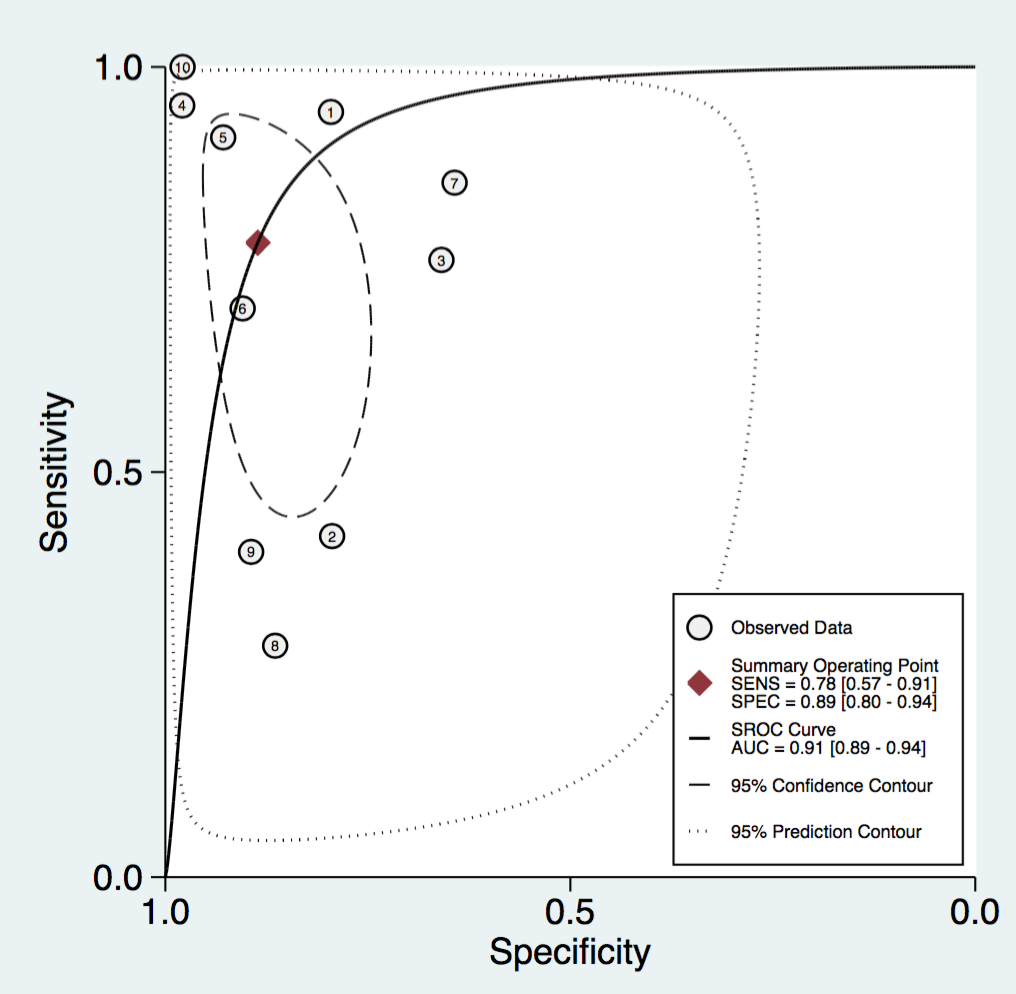 1.0
10
4
1
5
7
3
6
Sensitivity
0.5
2
9
8
Observed Data
Summary Operating Point
SENS = 0.78 [0.57 - 0.91]
SPEC = 0.89 [0.80 - 0.94]
SROC Curve
AUC = 0.91 [0.89 - 0.94]
95% Confidence Contour
95% Prediction Contour
0.0
1.0 0.5 0.0
Specificity